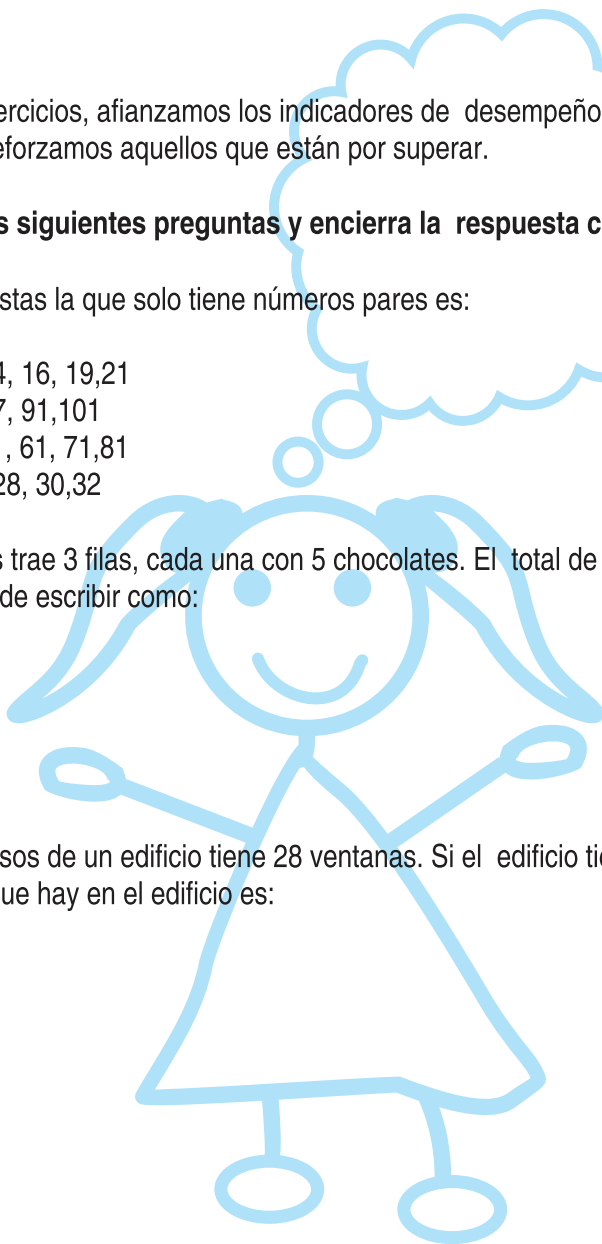 ercicios, afianzamos los indicadores de desempeño
eforzamos aquellos que están por superar.
s siguientes preguntas y encierra la respuesta c
stas la que solo tiene números pares es:
4, 16, 19,21
7, 91,101
, 61, 71,81
28, 30,32
s trae 3 filas, cada una con 5 chocolates. El total de
de escribir como:
sos de un edificio tiene 28 ventanas. Si el edificio tie
ue hay en el edificio es: